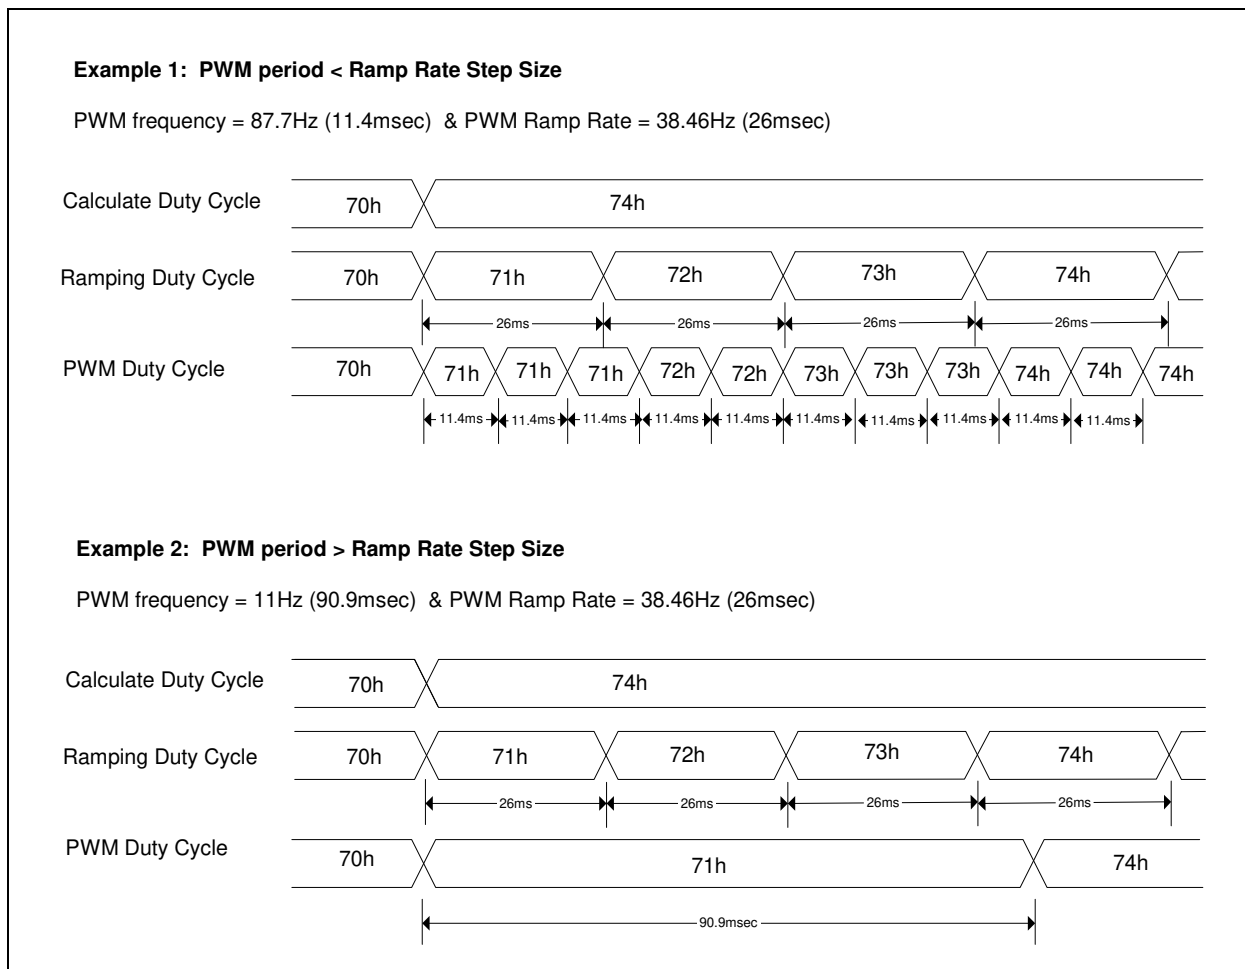 Example 1:  PWM period < Ramp Rate Step Size
PWM frequency = 87.7Hz (11.4msec)  & PWM Ramp Rate = 38.46Hz (26msec)
Calculate Duty Cycle 70h 74h
Ramping Duty Cycle 70h 71h 72h 73h 74h
26ms 26ms 26ms 26ms
PWM Duty Cycle 70h 71h 71h 71h 72h 72h 73h 73h 73h 74h 74h 74h
11.4ms 11.4ms 11.4ms 11.4ms 11.4ms 11.4ms 11.4ms 11.4ms 11.4ms 11.4ms
Example 2:  PWM period > Ramp Rate Step Size
PWM frequency = 11Hz (90.9msec)  & PWM Ramp Rate = 38.46Hz (26msec)
Calculate Duty Cycle 70h 74h
Ramping Duty Cycle 70h 71h 72h 73h 74h
26ms 26ms 26ms 26ms
PWM Duty Cycle 70h 71h 74h
90.9msec